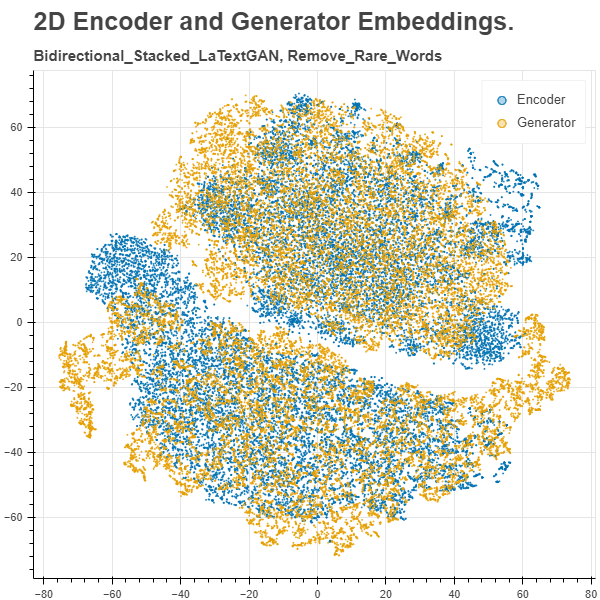 2D Encoder and Generator Embeddings.
Bidirectional_Stacked_LaTextGAN, Remove_Rare_Words
Encoder
Generator
60
40
20
0
−20
−40
−60
−80 −60 −40 −20 0 20 40 60 80